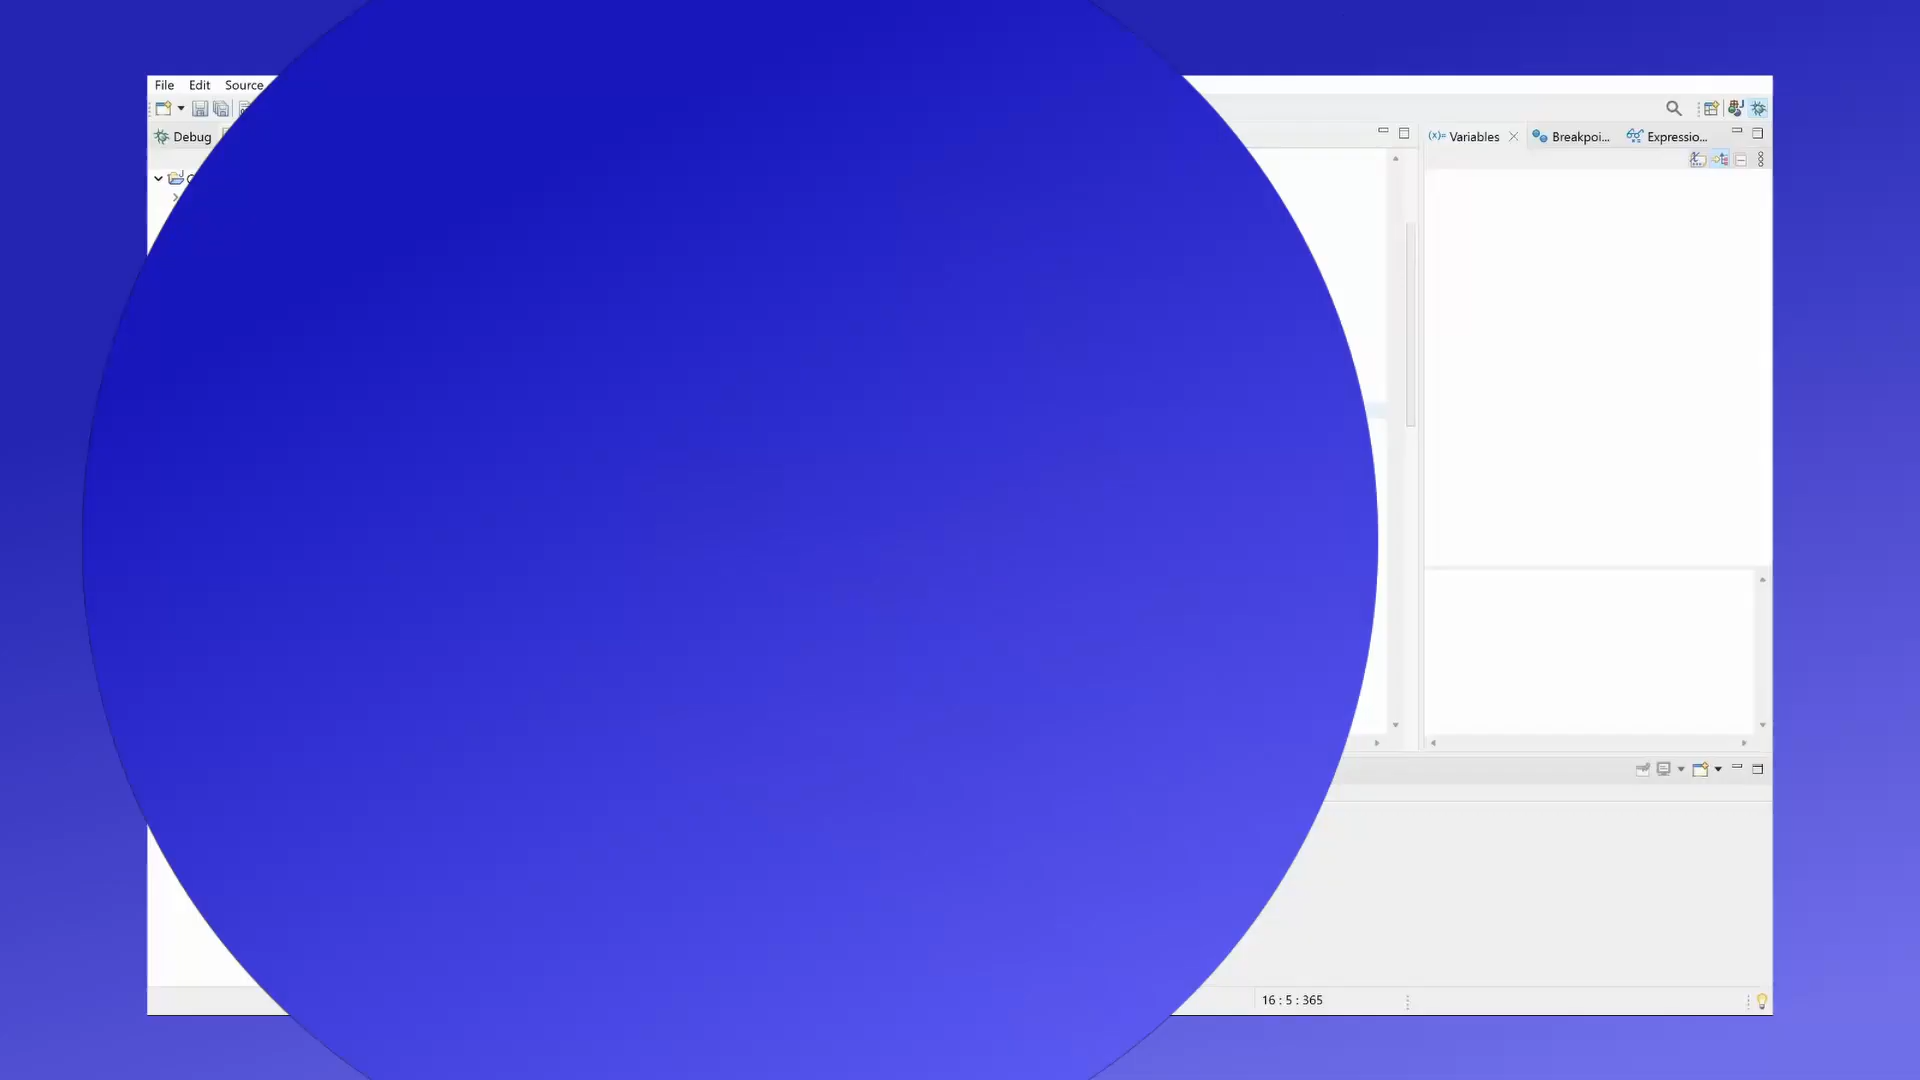 File Edit Source
Debug
(x)= Variables Breakpoi... Expressio...
16 : 5 : 365